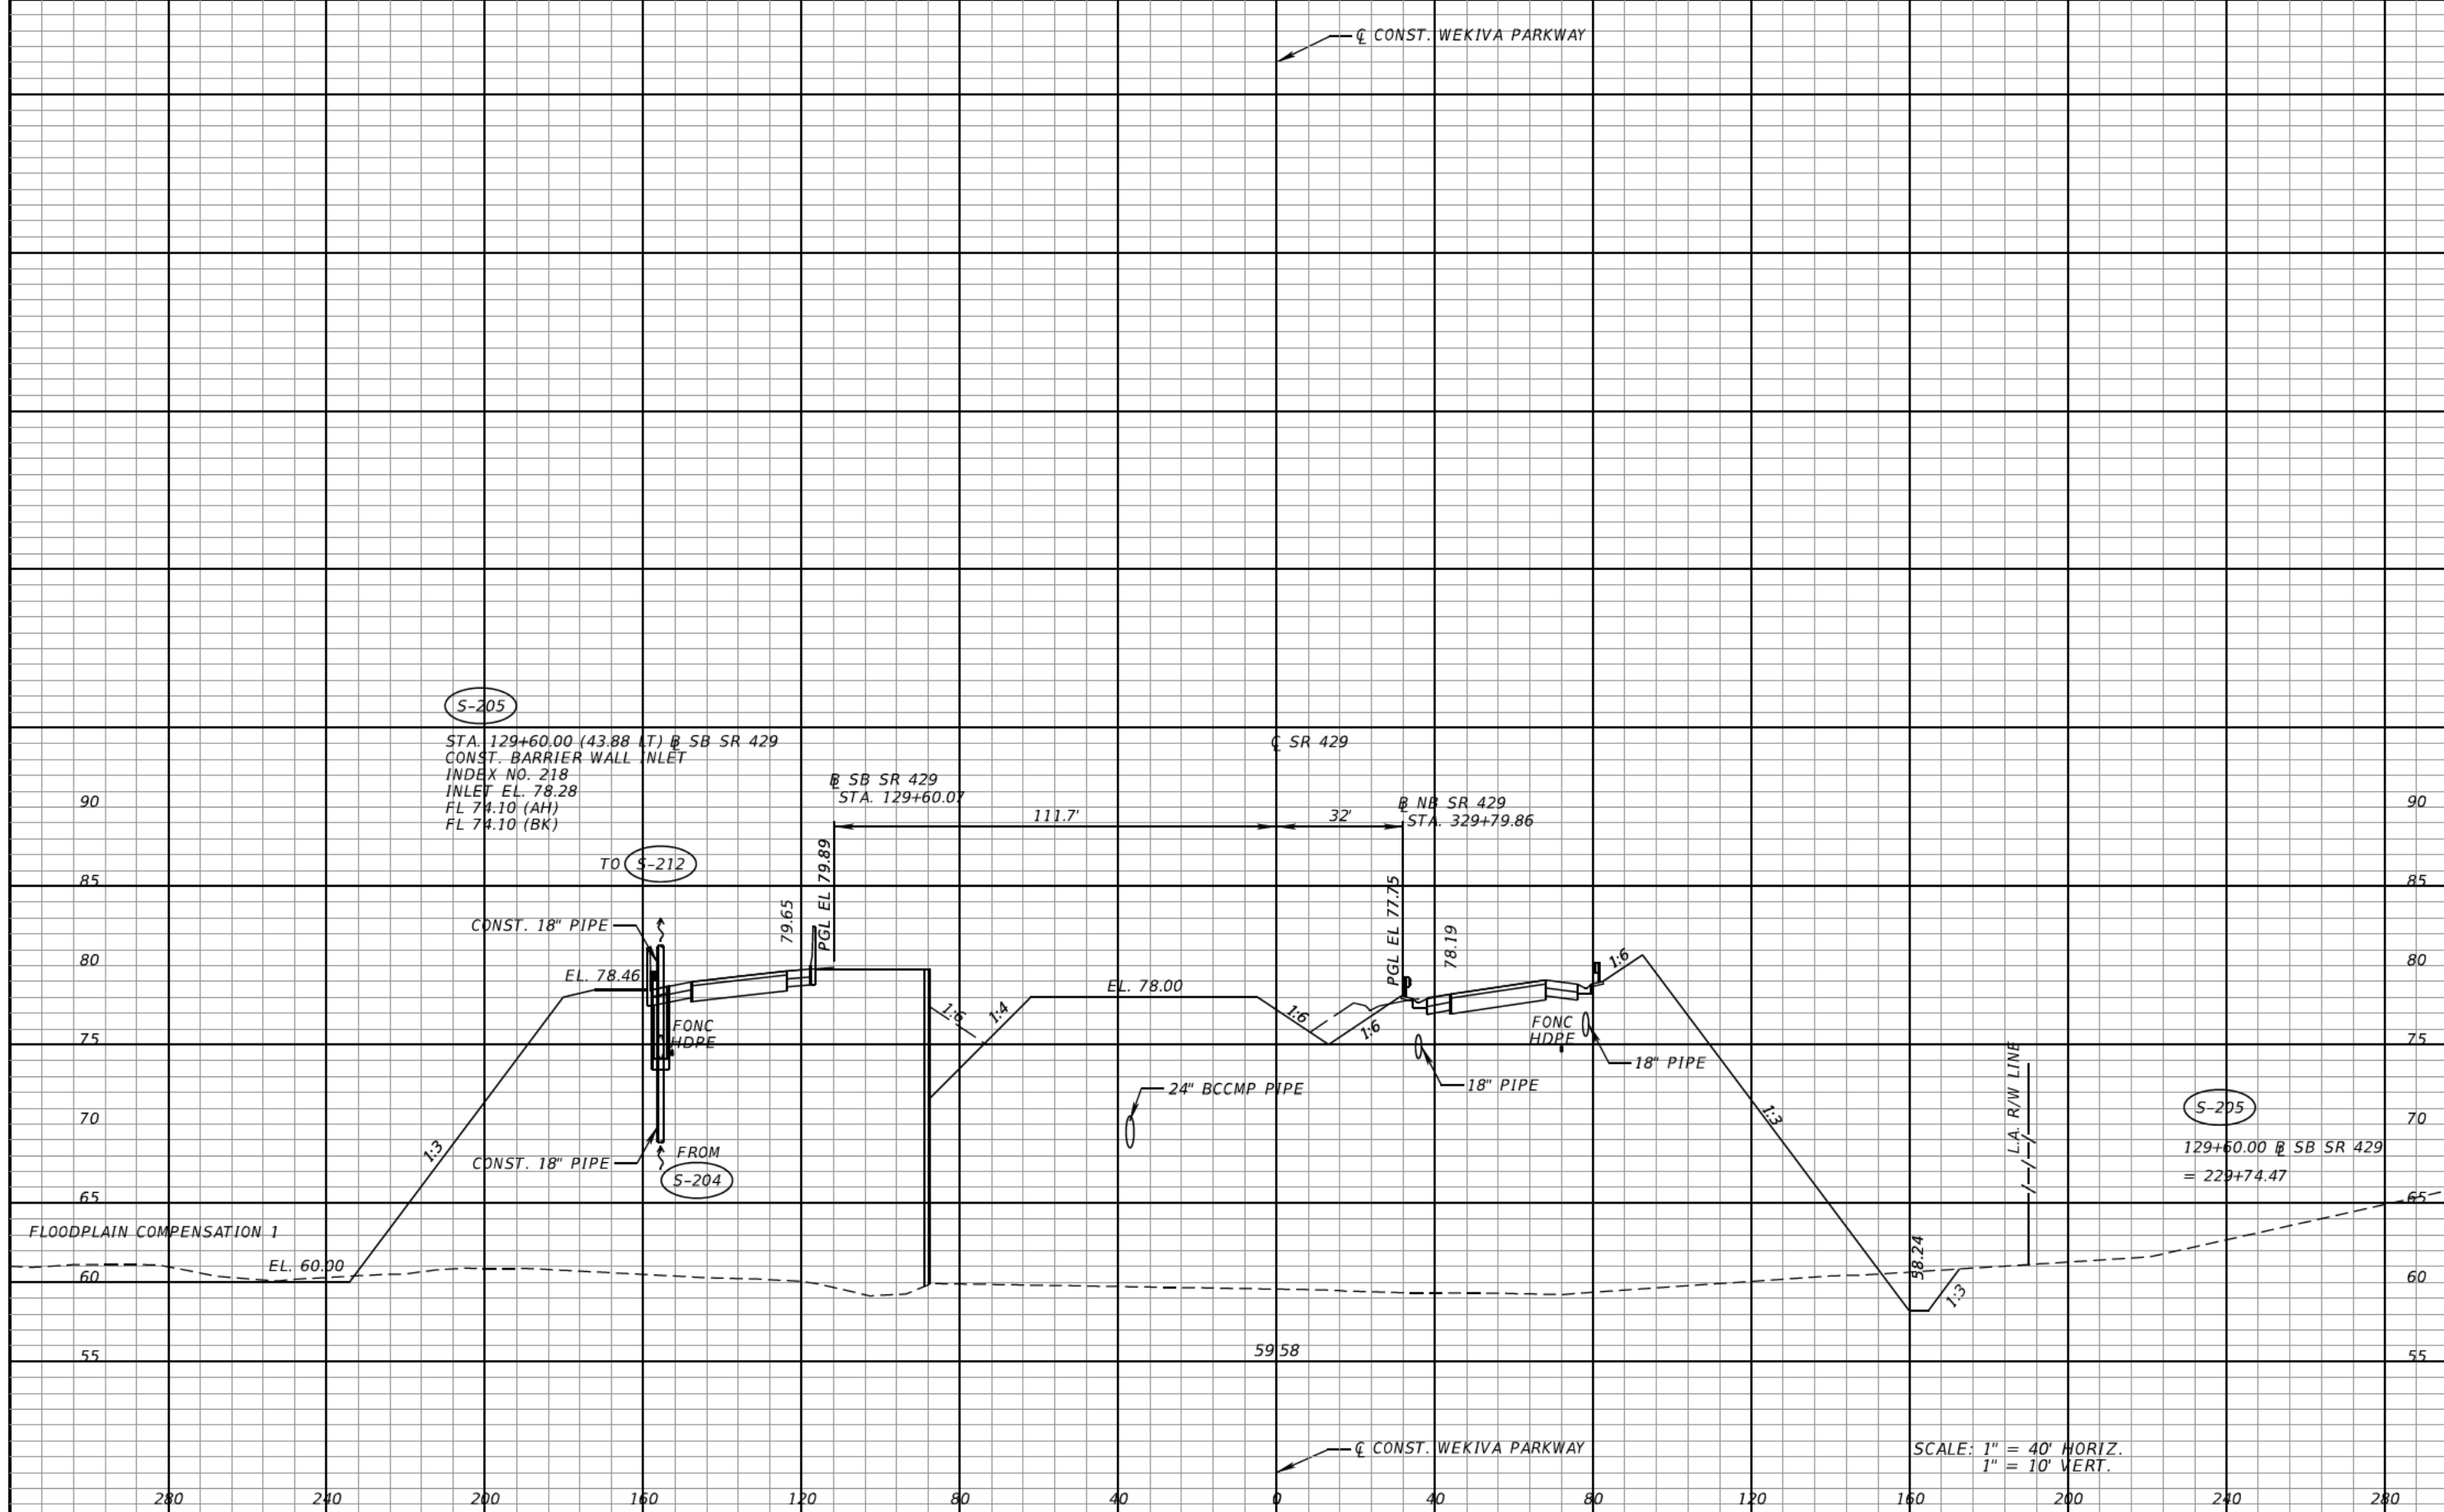 ℄ CONST. WEKIVA PARKWAY
S-205
STA. 129+60.00 (43.88 LT) ⅊ SB SR 429
CONST. BARRIER WALL INLET
INDEX NO. 218
INLET EL. 78.28
FL 74.10 (AH)
FL 74.10 (BK)
℄ SR 429
⅊ SB SR 429
STA. 129+60.07
⅊ NB SR 429
STA. 329+79.86
111.7'
32'
90
90
TO S-212
85
85
CONST. 18" PIPE
79.65
PGL EL 79.89
PGL EL 77.75
78.19
80
80
EL. 78.46
EL. 78.00
1:6
1:4
1:6
1:6
1:6
FONC
HDPE
FONC
HDPE
75
75
18" PIPE
18" PIPE
24" BCCMP PIPE
L.A. R/W LINE
70
70
1:3
1:3
S-205
129+60.00 ⅊ SB SR 429
= 229+74.47
CONST. 18" PIPE
FROM
S-204
65
65
FLOODPLAIN COMPENSATION 1
EL. 60.00
60
60
58.24
1:3
59.58
55
55
℄ CONST. WEKIVA PARKWAY
SCALE: 1" = 40' HORIZ.
1" = 10' VERT.
280 240 200 160 120 80 40 0 40 80 120 160 200 240 280